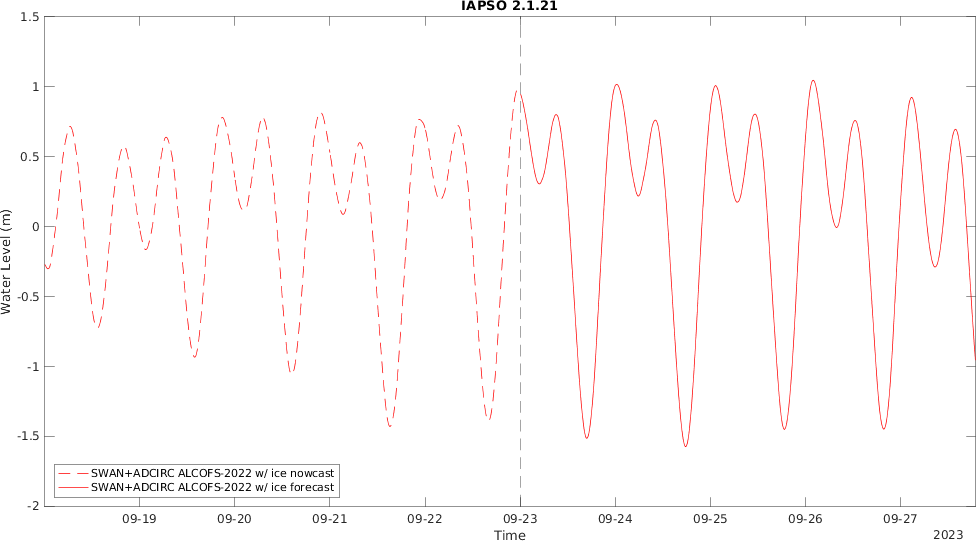 IAPSO 2.1.21
1.5
1
0.5
0
-0.5
-1
-1.5
-2
Water Level (m)
SWAN+ADCIRC ALCOFS-2022 w/ ice nowcast
SWAN+ADCIRC ALCOFS-2022 w/ ice forecast
09-19 09-20 09-21 09-22 09-23 09-24 09-25 09-26 09-27
Time
2023